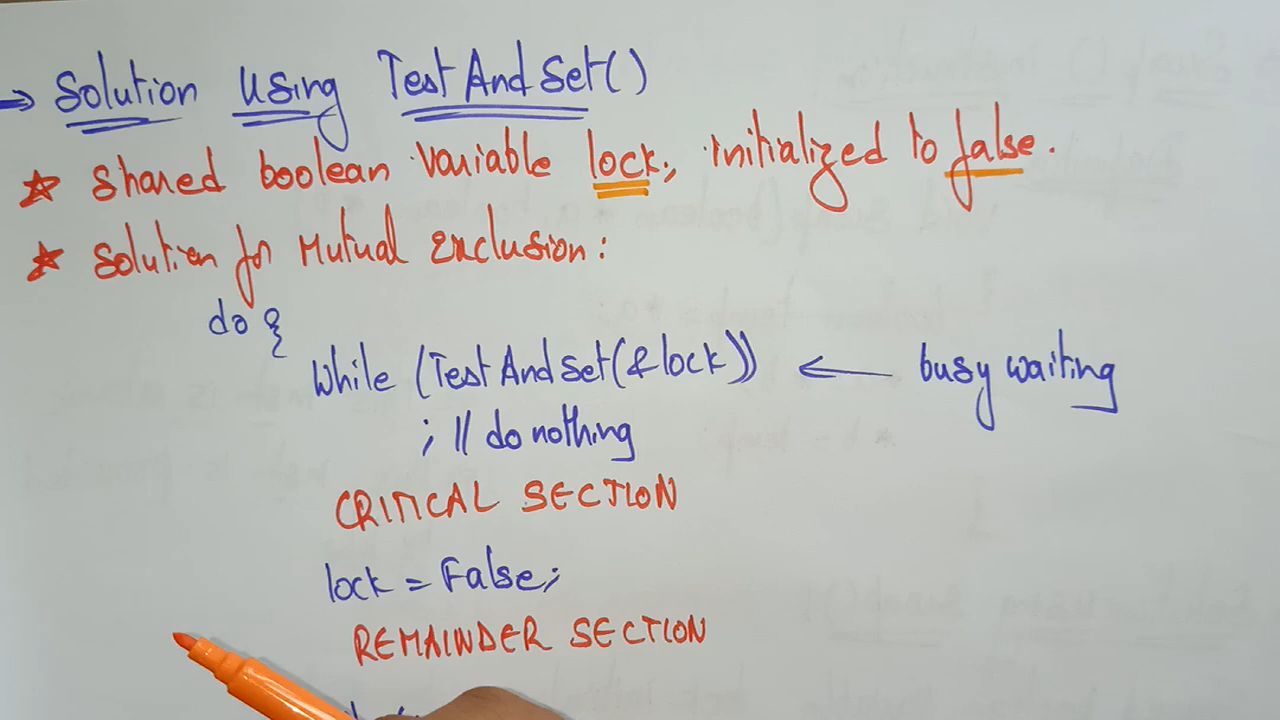 → Solution Using TestAndSet()
★ Shared boolean variable lock, initialized to false.
★ Solution for Mutual Exclusion:
do {
While (TestAndSet(&lock)) ← busy waiting
; // do nothing
CRITICAL SECTION
lock = False;
REMAINDER SECTION